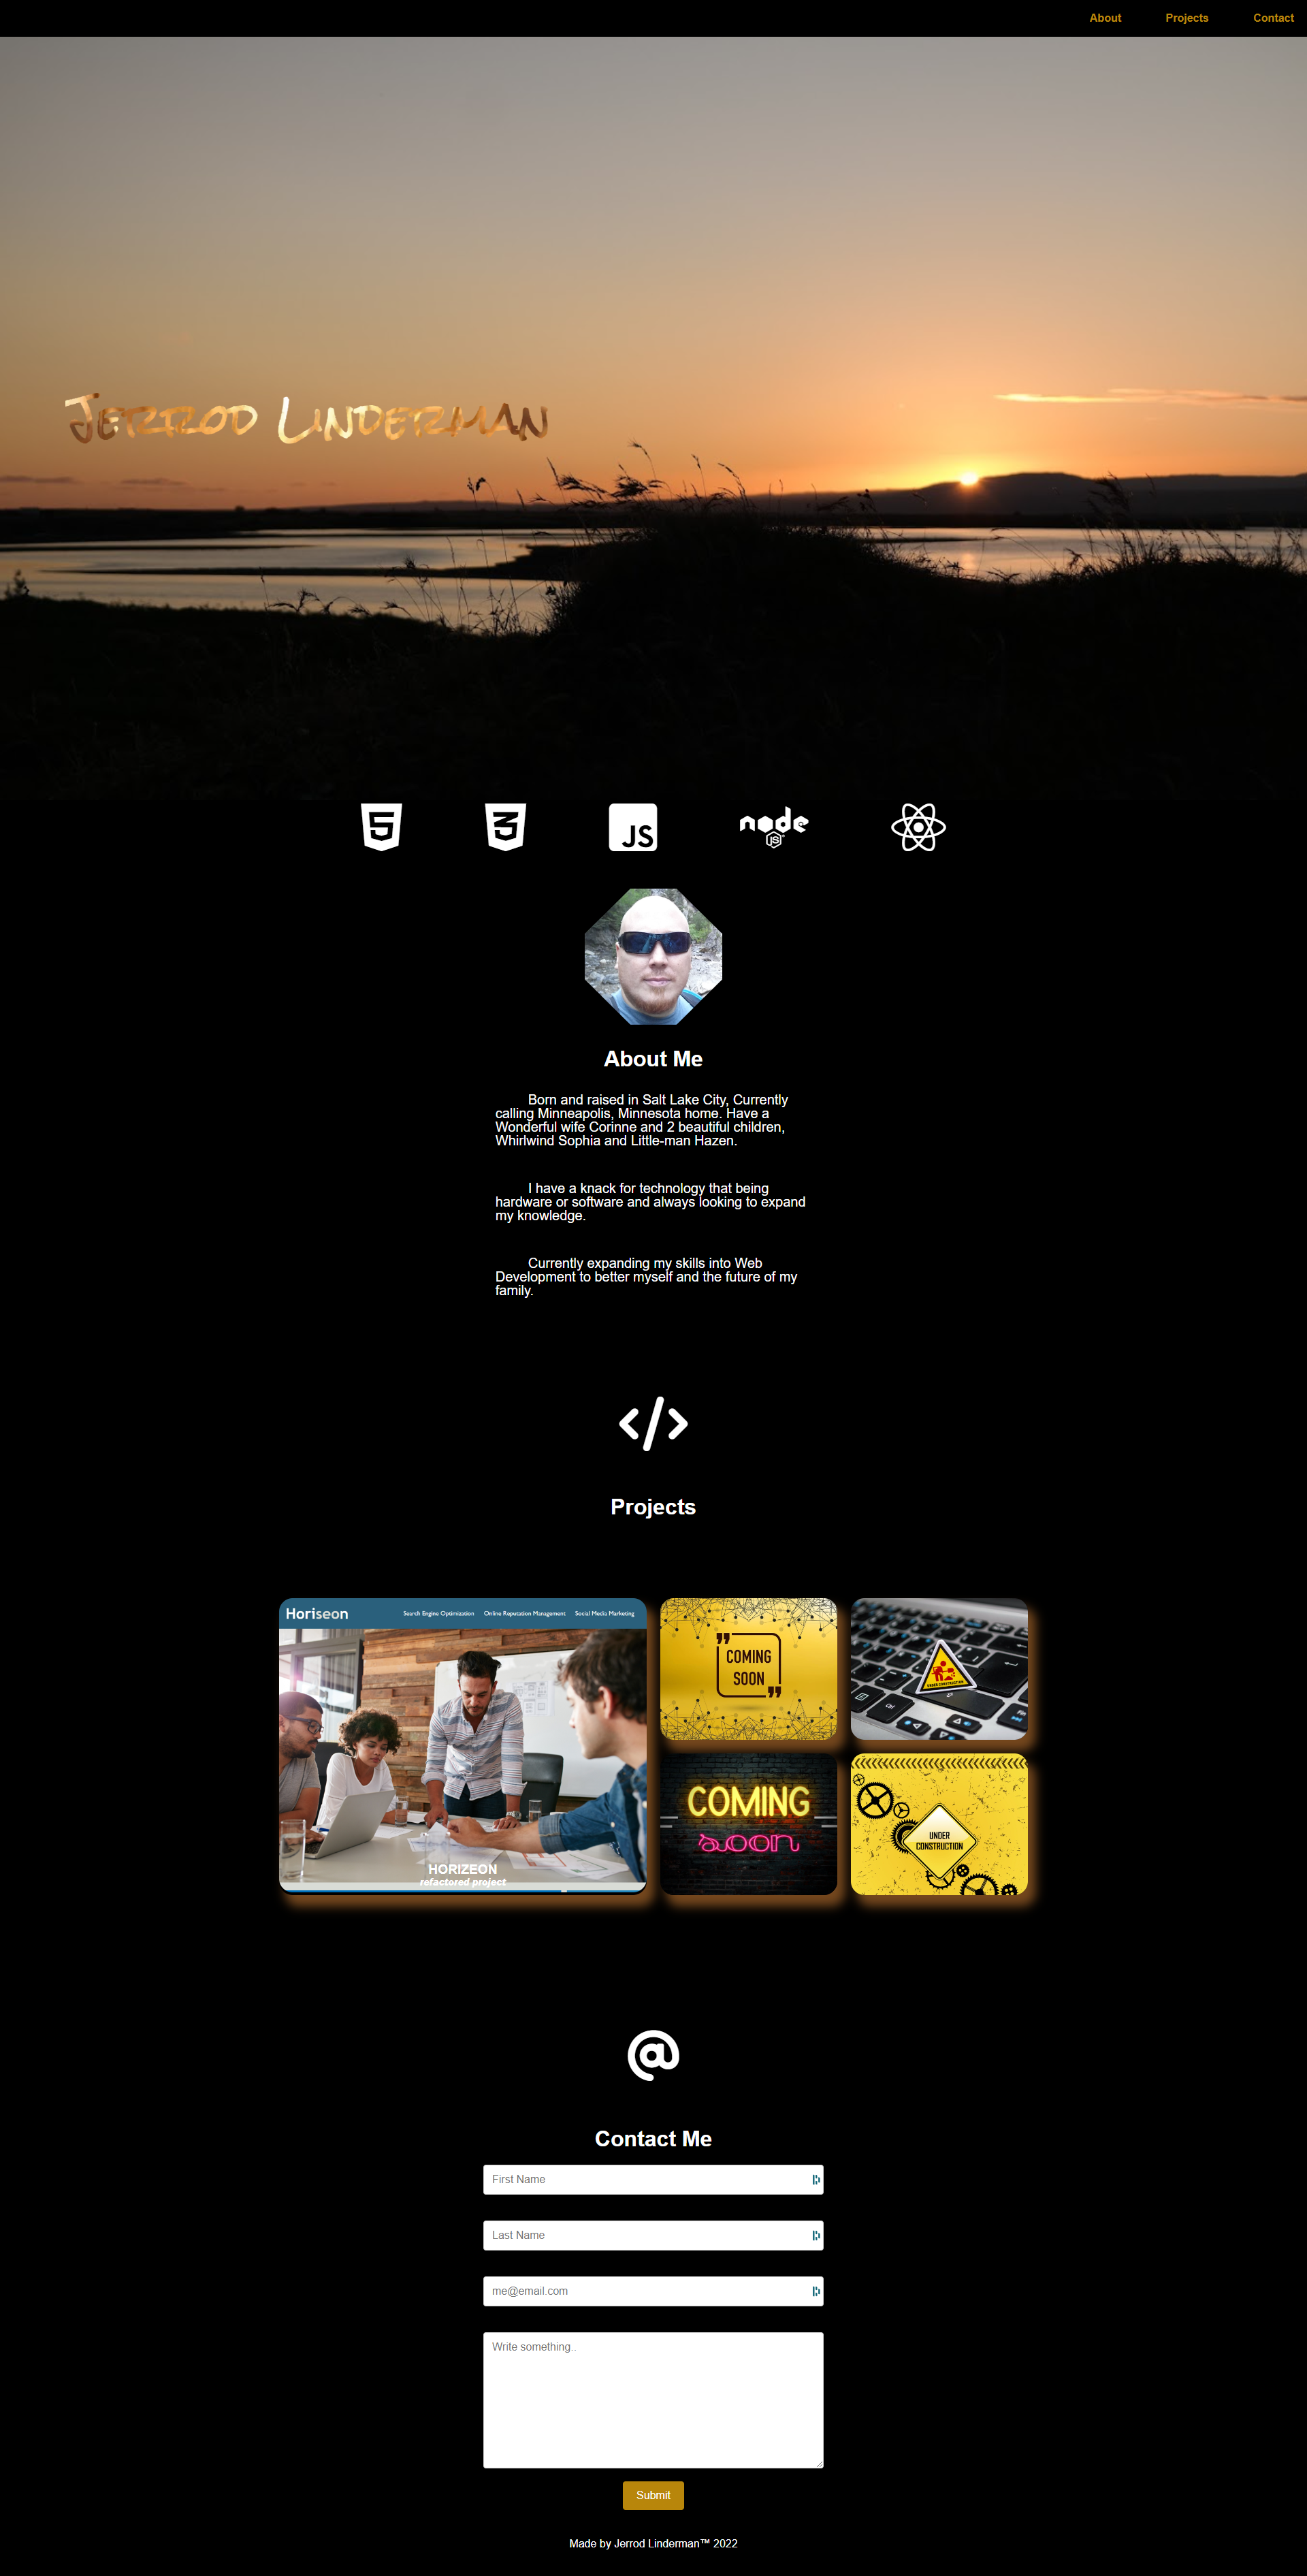 About Projects Contact
Jerrod Linderman
5 3 JS node JS
About Me
Born and raised in Salt Lake City, Currently
calling Minneapolis, Minnesota home. Have a
Wonderful wife Corinne and 2 beautiful children,
Whirlwind Sophia and Little-man Hazen.
I have a knack for technology that being
hardware or software and always looking to expand
my knowledge.
Currently expanding my skills into Web
Development to better myself and the future of my
family.
</>
Projects
Horiseon Search Engine Optimization Online Reputation Management Social Media Marketing
HORIZEON
refactored project
COMING
SOON
UNDER CONSTRUCTION
COMING
soon
UNDER
CONSTRUCTION
@
Contact Me
First Name
Last Name
me@email.com
Write something..
Submit
Made by Jerrod Linderman™ 2022